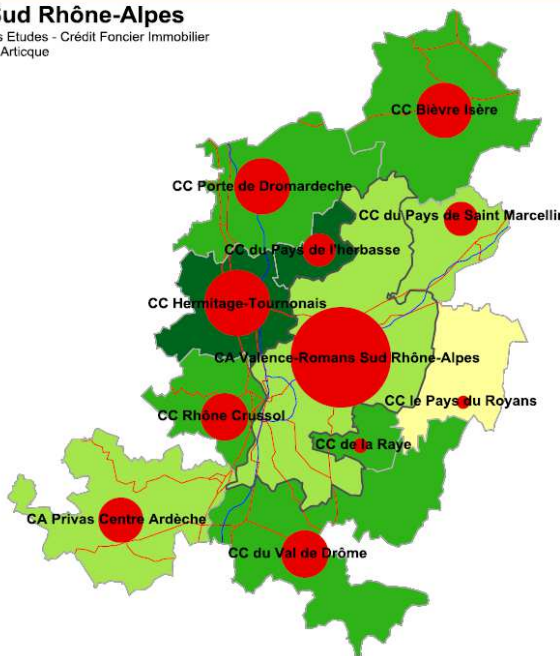 Sud Rhône-Alpes
s Etudes - Crédit Foncier Immobilier
Articque
CC Bièvre Isère
CC Porte de Dromardeche
CC du Pays de Saint Marcellin
CC du Pays de l'herbasse
CC Hermitage-Tournonais
CA Valence-Romans Sud Rhône-Alpes
CC le Pays du Royans
CC Rhône Crussol
CC de la Raye
CA Privas Centre Ardèche
CC du Val de Drôme